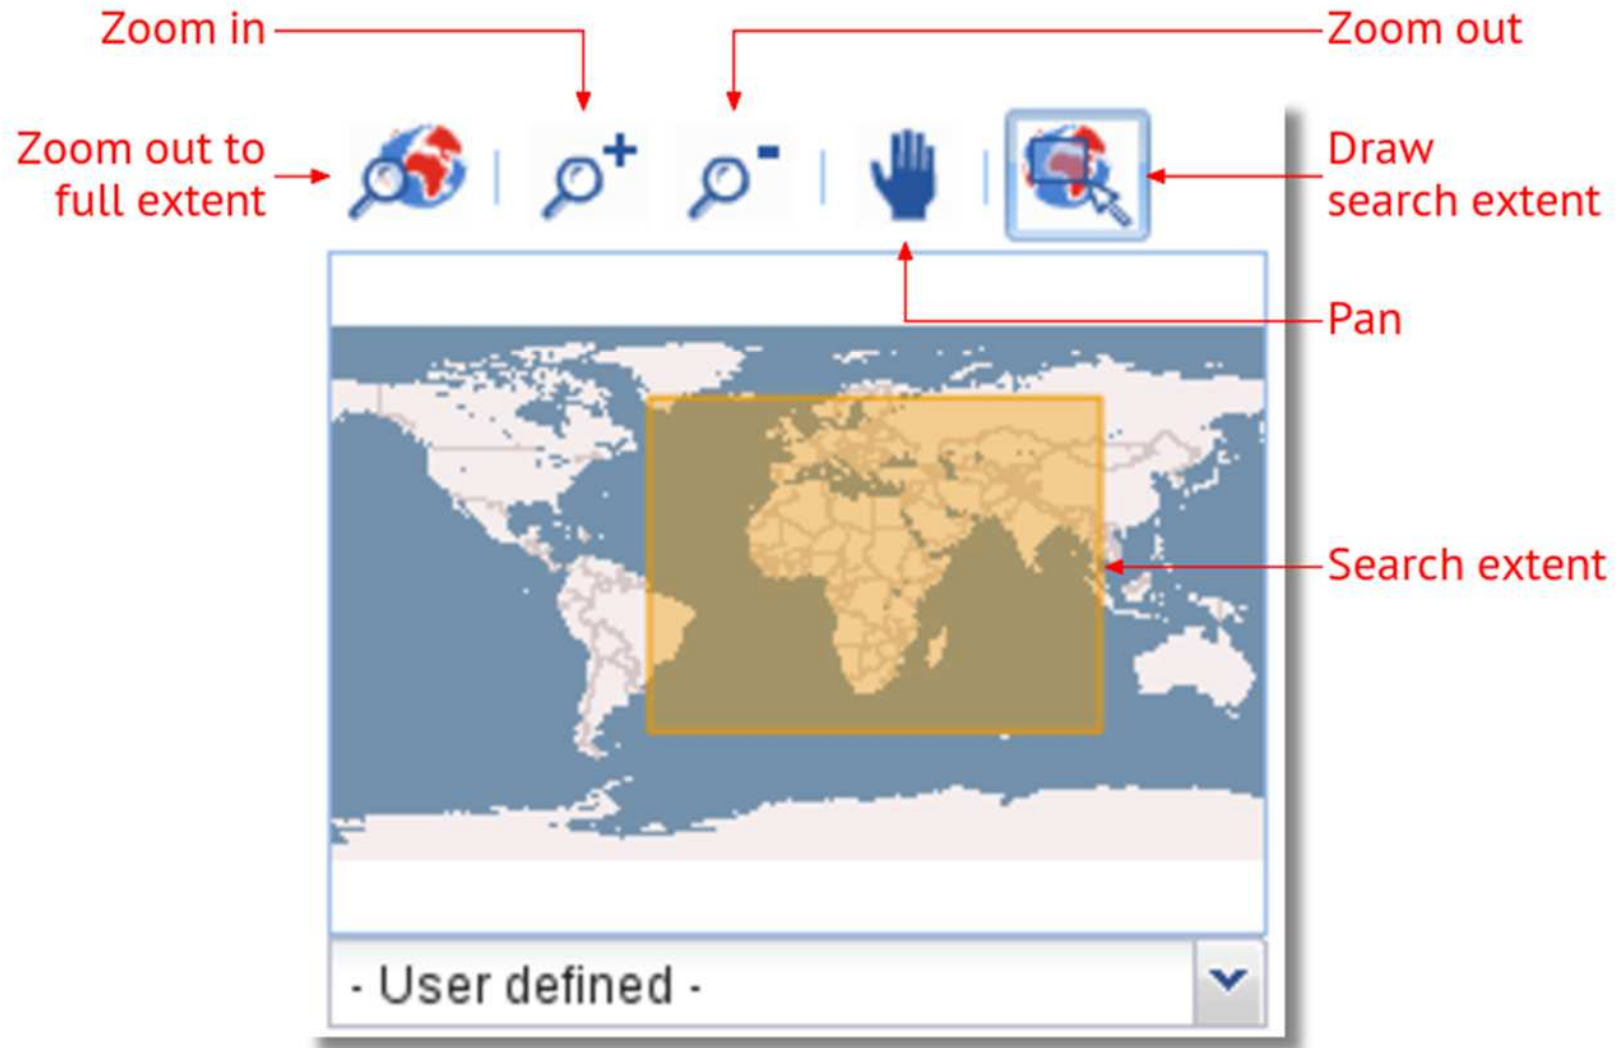 Zoom in
Zoom out
Zoom out to
full extent
Draw
search extent
Pan
Search extent
- User defined -